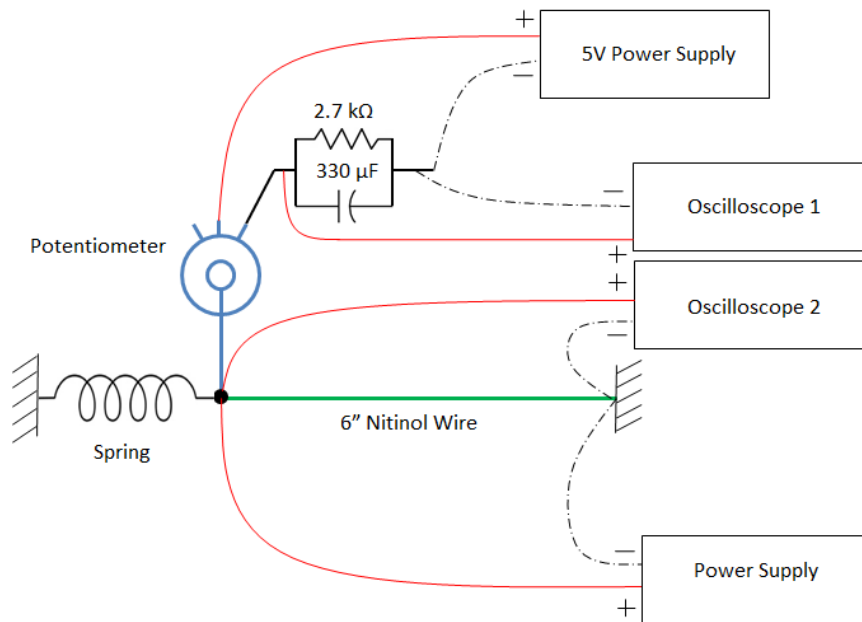 +
5V Power Supply
−
2.7 kΩ
330 µF
−
Oscilloscope 1
Potentiometer
+
+
Oscilloscope 2
−
6” Nitinol Wire
Spring
−
Power Supply
+